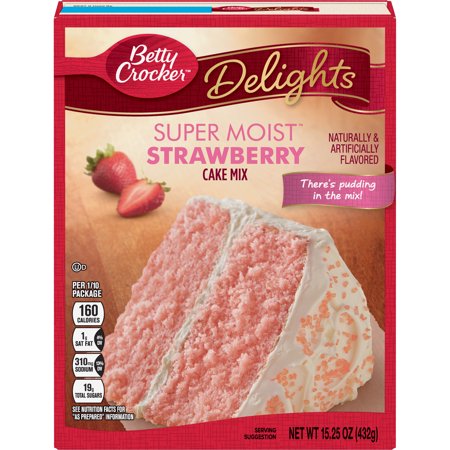 Betty
Crocker™
Delights
SUPER MOIST™
STRAWBERRY
CAKE MIX
NATURALLY &
ARTIFICIALLY
FLAVORED
There's pudding
in the mix!
U D
PER 1/10
PACKAGE
160
CALORIES
1g
SAT FAT
310mg
SODIUM
19g
TOTAL SUGARS
SEE NUTRITION FACTS FOR
"AS PREPARED" INFORMATION
SERVING
SUGGESTION
NET WT 15.25 OZ (432g)